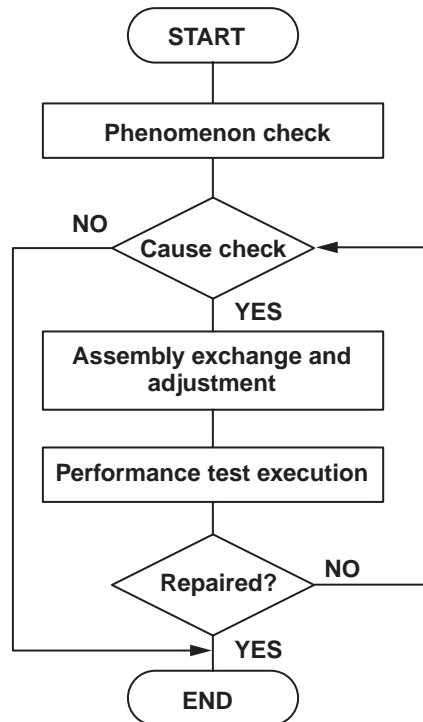 START
Phenomenon check
NO
Cause check
YES
Assembly exchange and
adjustment
Performance test execution
Repaired?
NO
YES
END